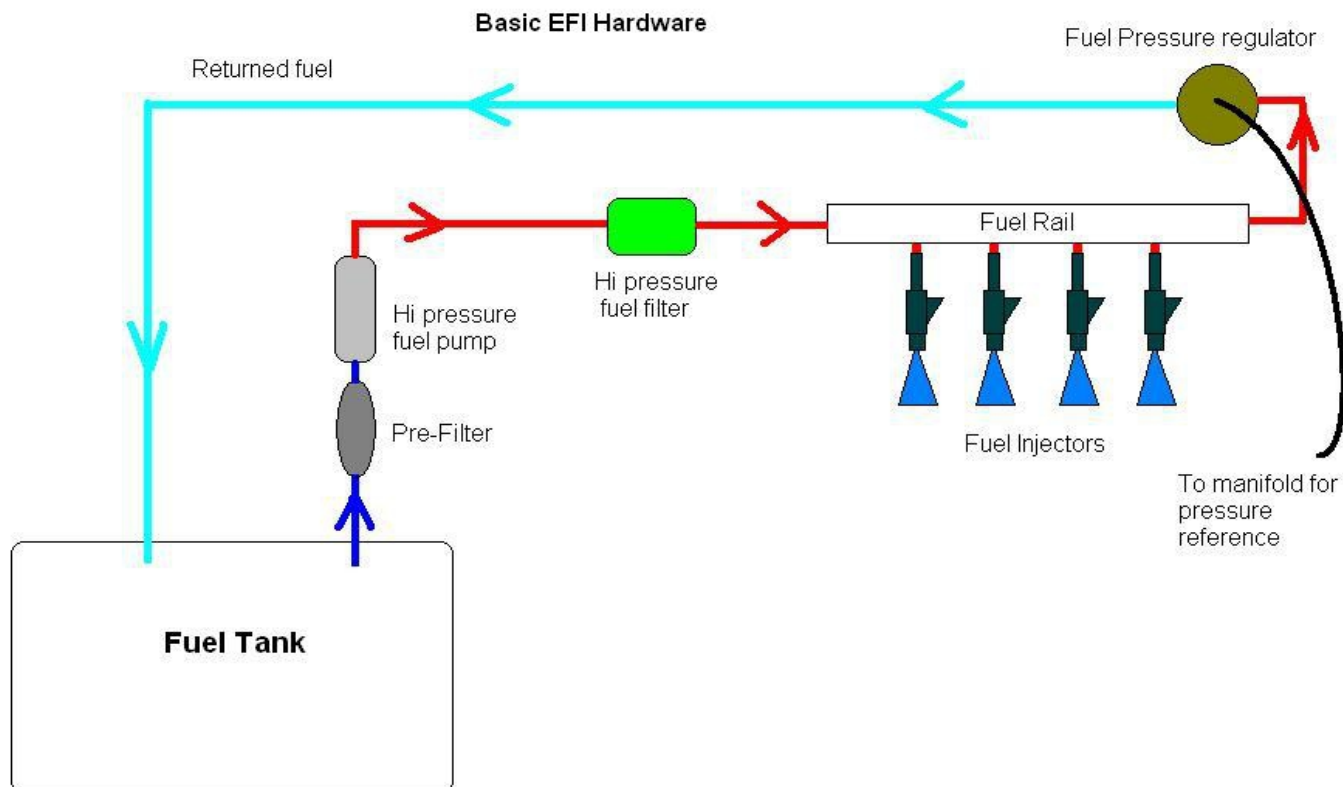 Basic EFI Hardware
Fuel Pressure regulator
Returned fuel
Fuel Rail
Hi pressure
fuel filter
Hi pressure
fuel pump
Pre-Filter
Fuel Injectors
To manifold for
pressure
reference
Fuel Tank